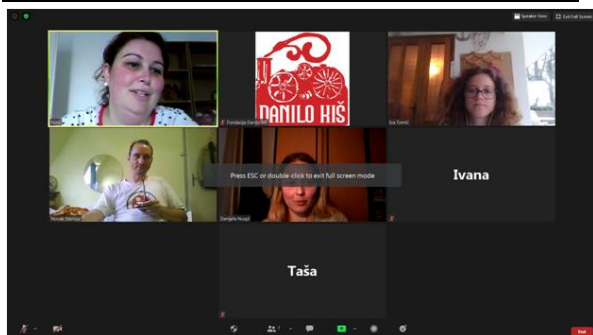 Speaker View Exit Full Screen
DANILO KIŠ
Fondacija Danilo Kiš
Iva Tomić
Press ESC or double-click to exit full screen mode
Ivana
Taša
End